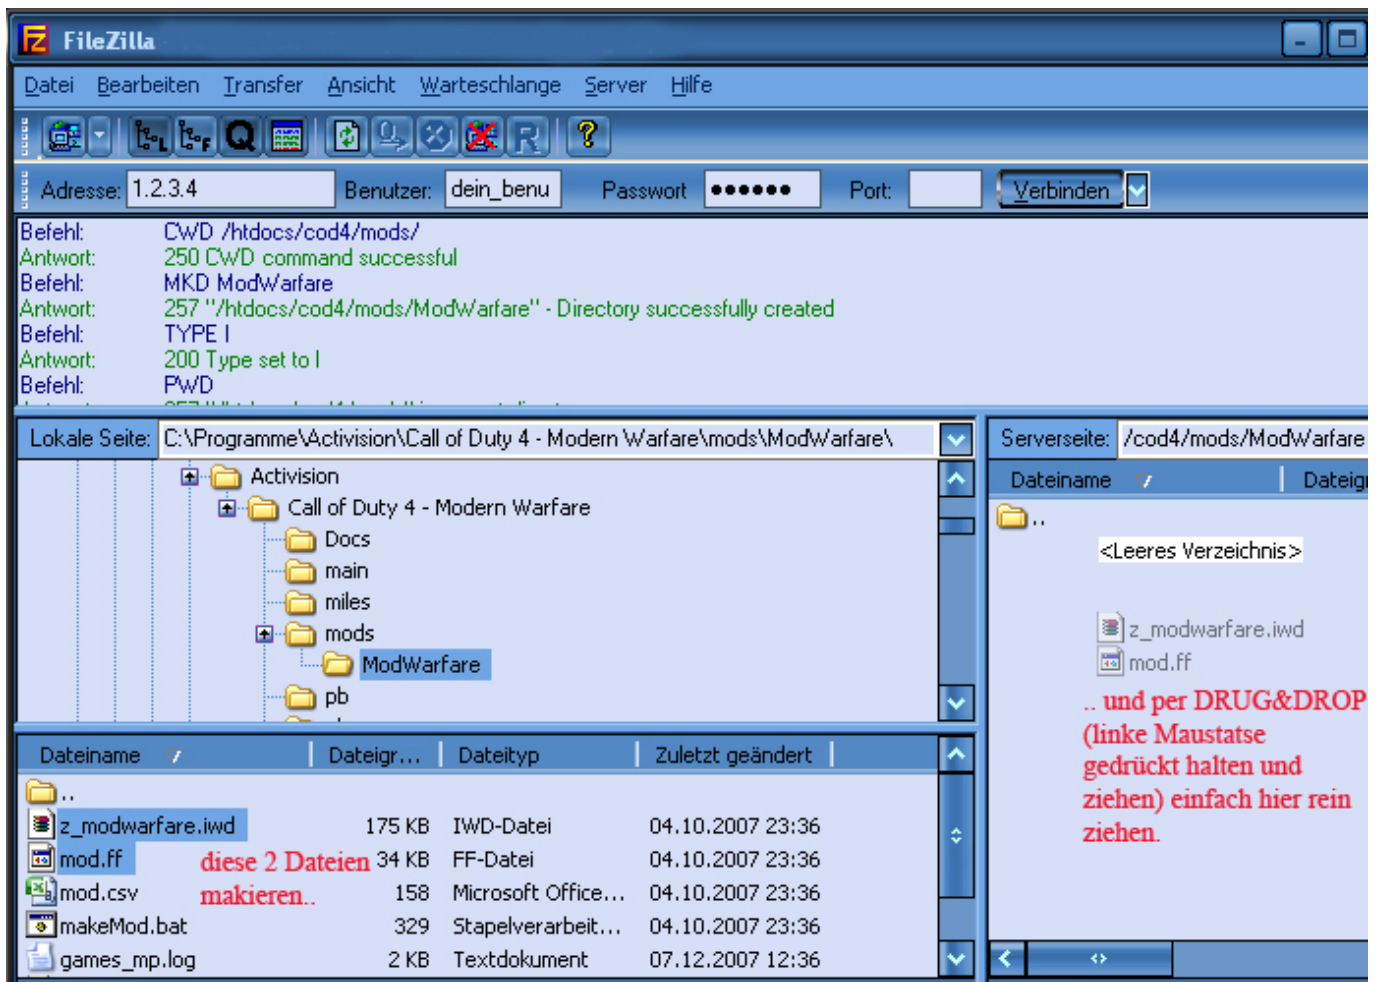 FileZilla
Datei Bearbeiten Transfer Ansicht Warteschlange Server Hilfe
Adresse: 1.2.3.4 Benutzer: dein_benu Passwort ●●●●●● Port: Verbinden
Befehl: CWD /htdocs/cod4/mods/
Antwort: 250 CWD command successful
Befehl: MKD ModWarfare
Antwort: 257 "/htdocs/cod4/mods/ModWarfare" - Directory successfully created
Befehl: TYPE I
Antwort: 200 Type set to I
Befehl: PWD
Lokale Seite: C:\Programme\Activision\Call of Duty 4 - Modern Warfare\mods\ModWarfare\
Activision
Call of Duty 4 - Modern Warfare
Docs
main
miles
mods
ModWarfare
pb
Dateiname Dateigr... Dateityp Zuletzt geändert
..
z_modwarfare.iwd 175 KB IWD-Datei 04.10.2007 23:36
mod.ff 34 KB FF-Datei 04.10.2007 23:36
mod.csv 158 Microsoft Office... 04.10.2007 23:36
makeMod.bat 329 Stapelverarbeit... 04.10.2007 23:36
games_mp.log 2 KB Textdokument 07.12.2007 12:36
diese 2 Dateien
makieren..
Serverseite: /cod4/mods/ModWarfare
Dateiname Dateigr
..
<Leeres Verzeichnis>
z_modwarfare.iwd
mod.ff
.. und per DRUG&DROP
(linke Maustatse
gedrückt halten und
ziehen) einfach hier rein
ziehen.